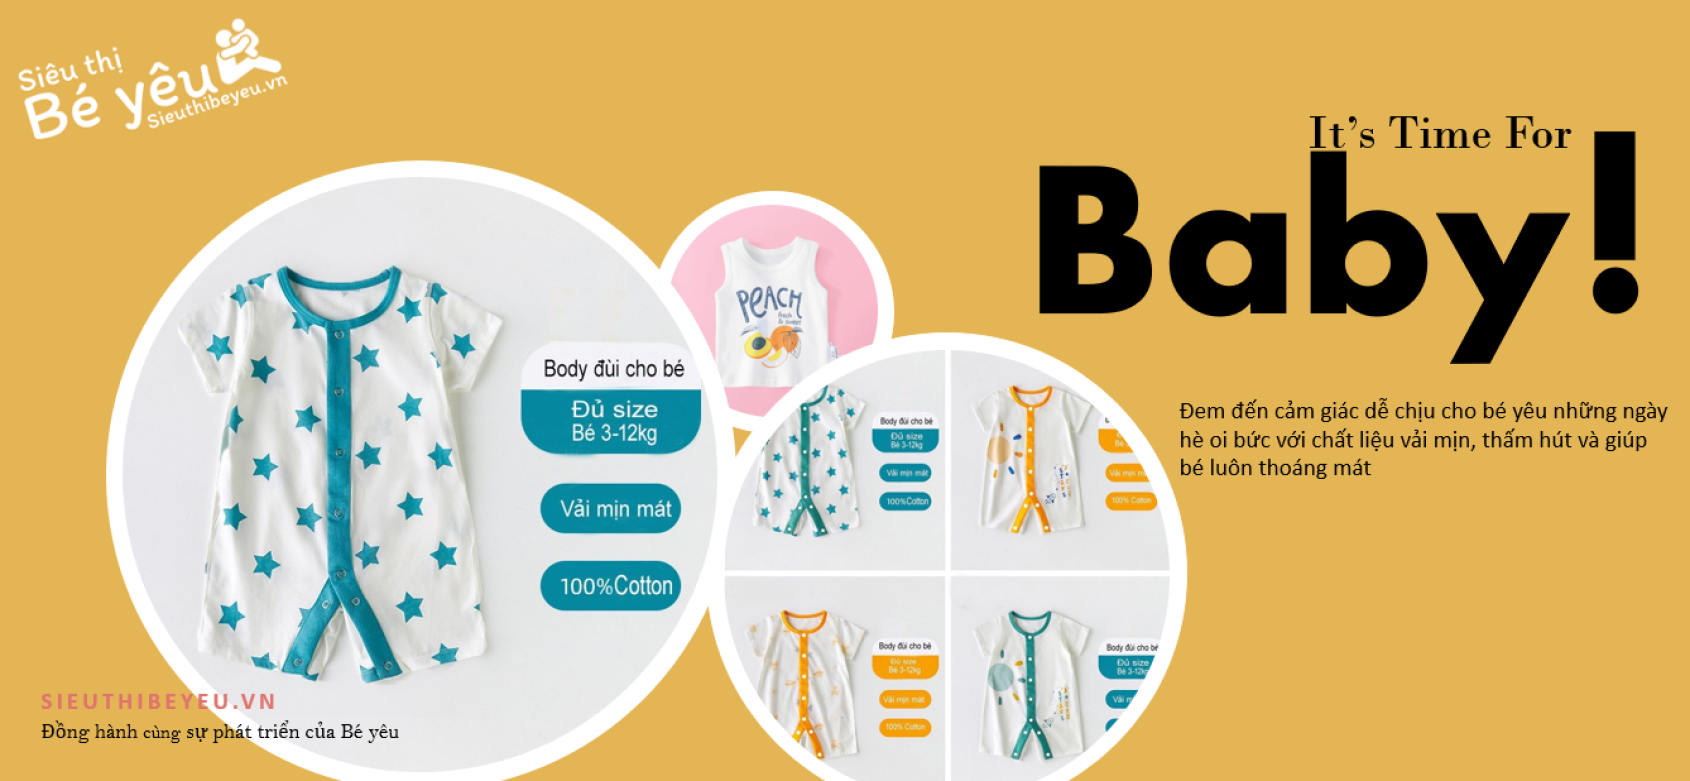 Siêu thị
Bé yêu
Sieuthibeyeu.vn
It's Time For
Baby!
Đem đến cảm giác dễ chịu cho bé yêu những ngày
hè oi bức với chất liệu vải mịn, thấm hút và giúp
bé luôn thoáng mát
Body đùi cho bé
Đủ size
Bé 3-12kg
Vải mịn mát
100%Cotton
PEACH
fresh
& sweet
Body đùi cho bé
Đủ size
Bé 3-12kg
Vải mịn mát
100%Cotton
Vải mịn m
100% Cotton
Body đùi cho bé
Đủ size
Bé 3-12kg
Vải mịn mát
100% Cotton
Body đùi cho bé
Đủ size
Bé 3-12kg
SIEUTHIBEYEU.VN
Đồng hành cùng sự phát triển của Bé yêu